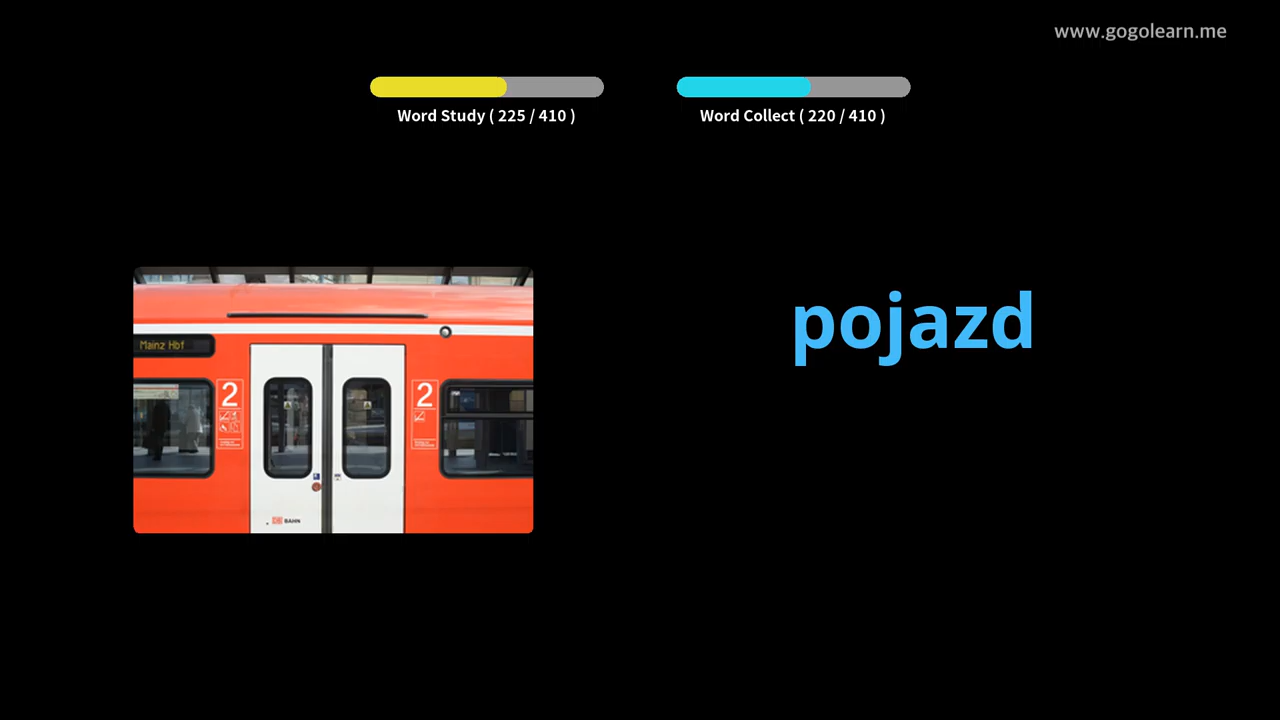 www.gogolearn.me
Word Study ( 225 / 410 )
Word Collect ( 220 / 410 )
pojazd
Mainz Hbf
2
2
DB BAHN